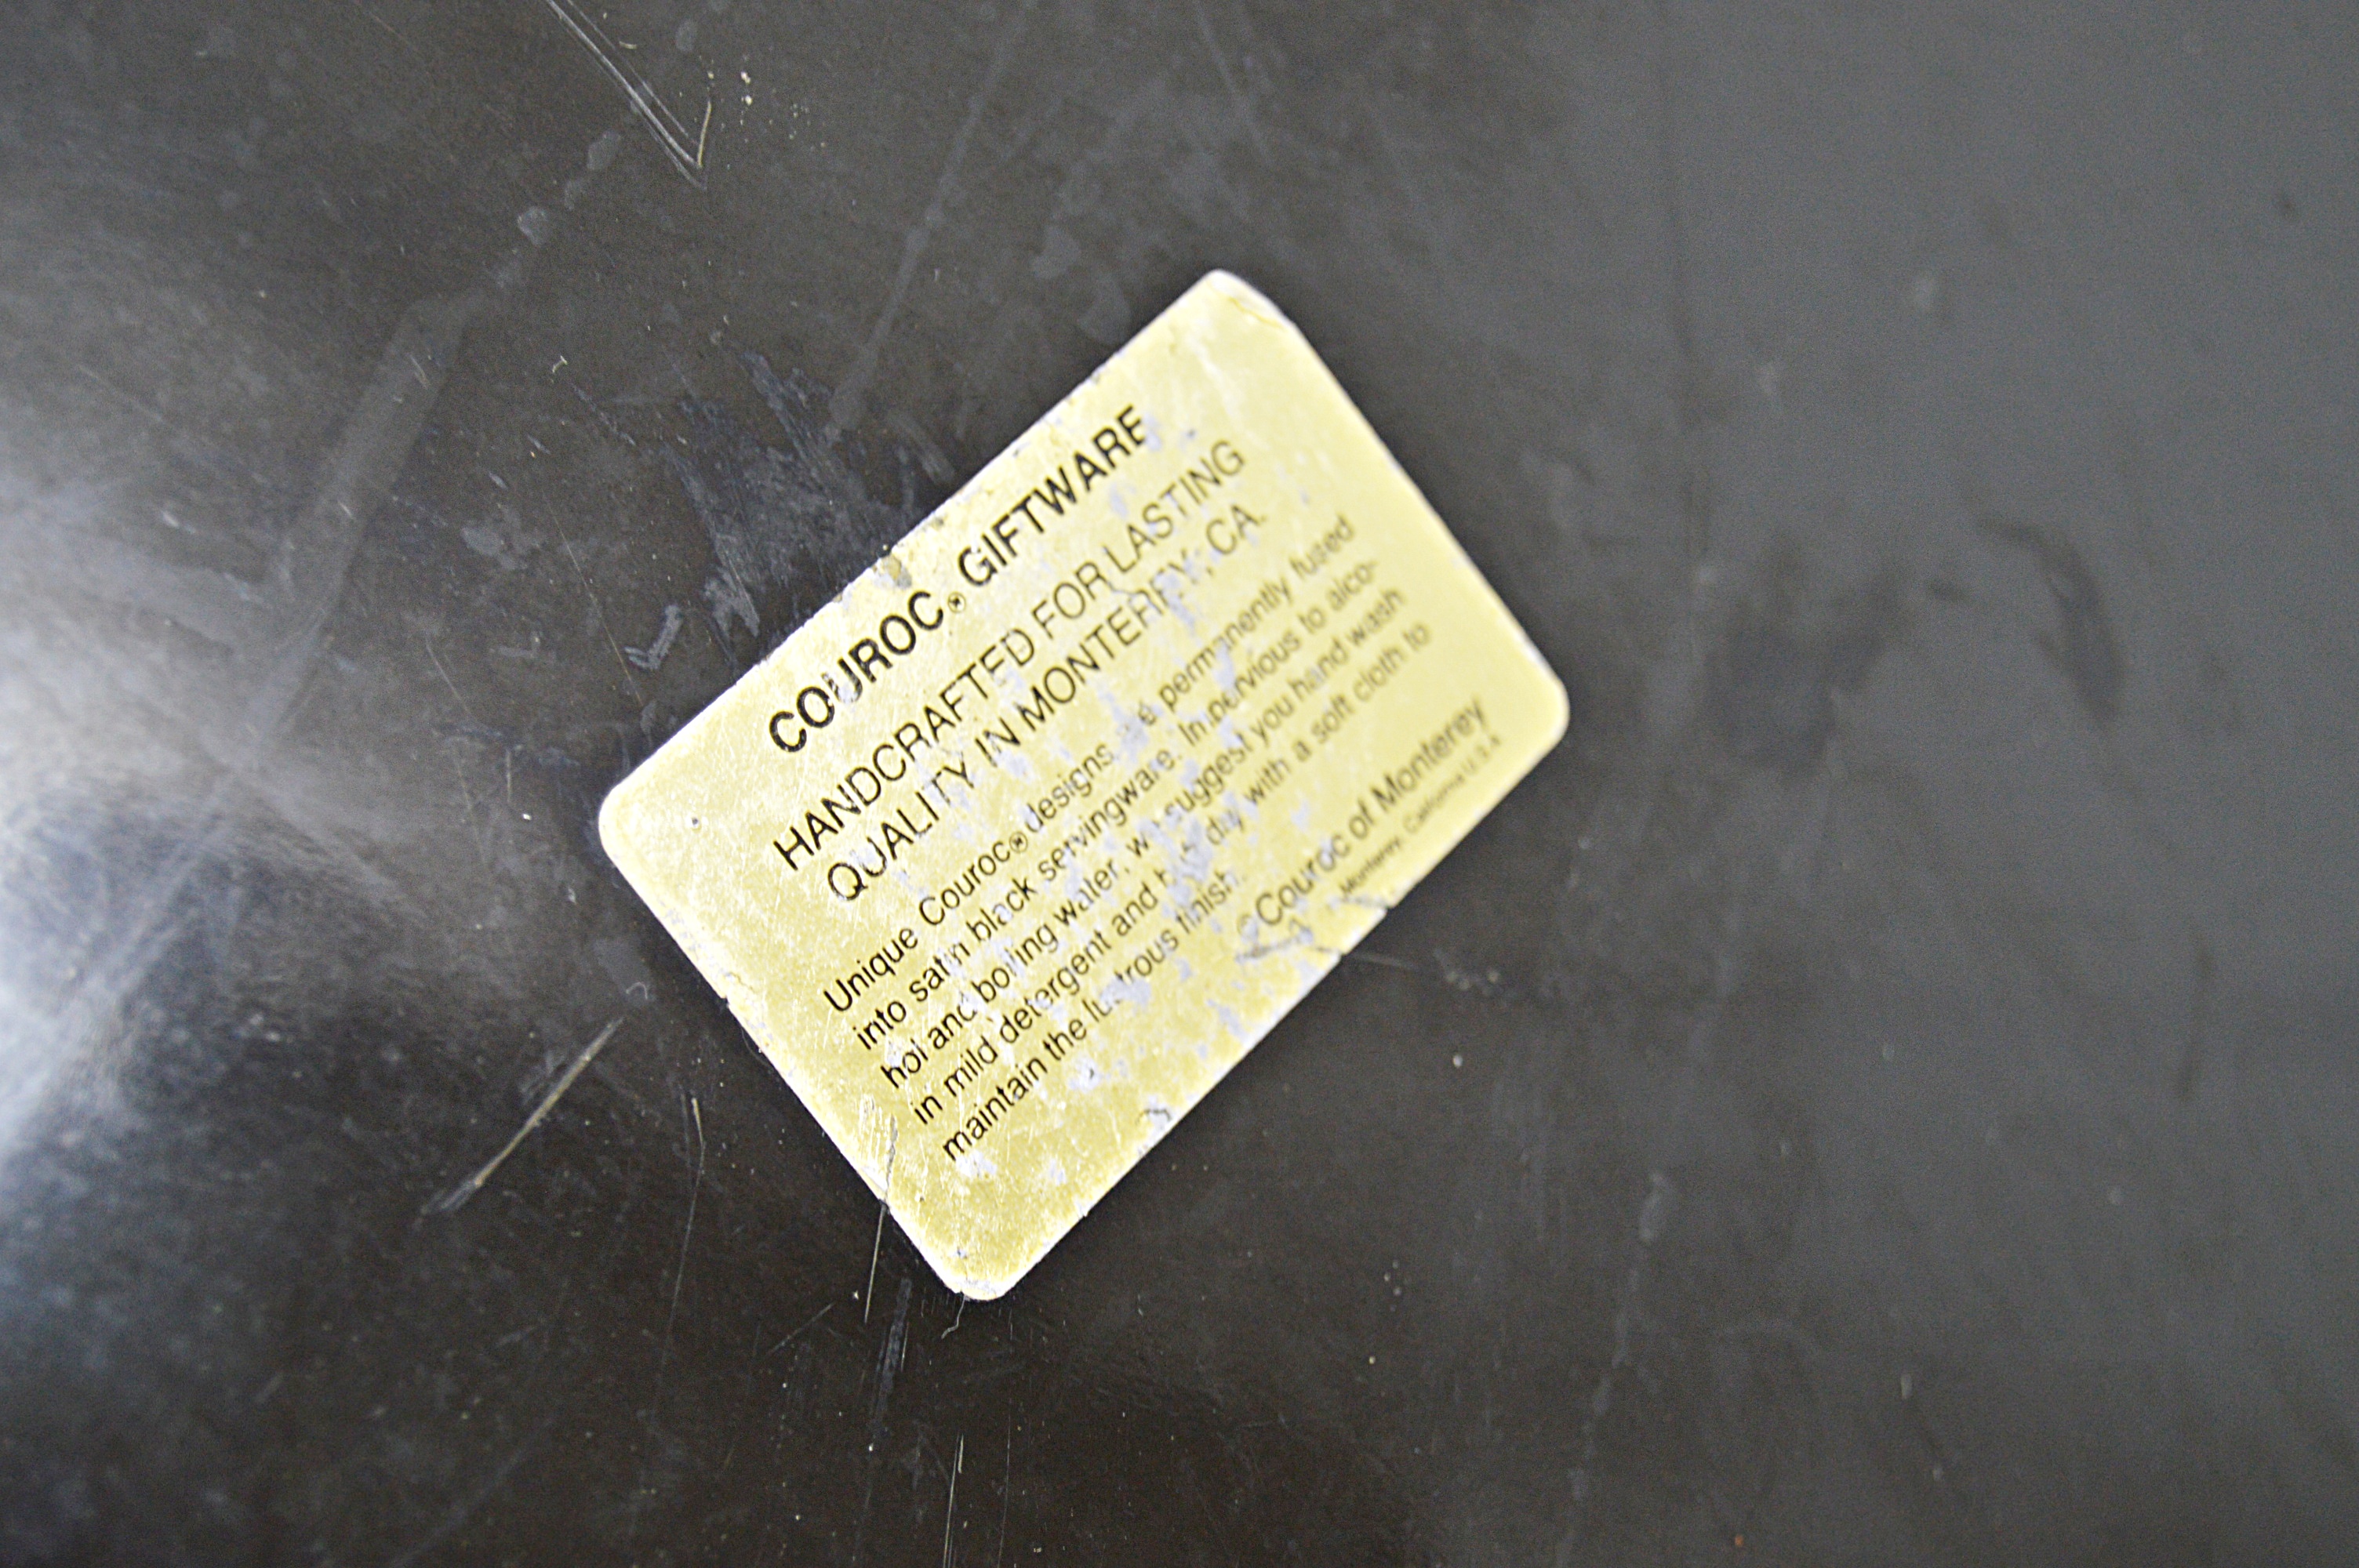 COUROC® GIFTWARE
HANDCRAFTED FOR LASTING
QUALITY IN MONTEREY, CA.
Unique Couroc® designs are permanently fused
into satin black servingware. Impervious to alco-
hol and boiling water, we suggest you hand wash
in mild detergent and buff dry with a soft cloth to
maintain the lustrous finish.
© Couroc of Monterey
Monterey, California U.S.A.